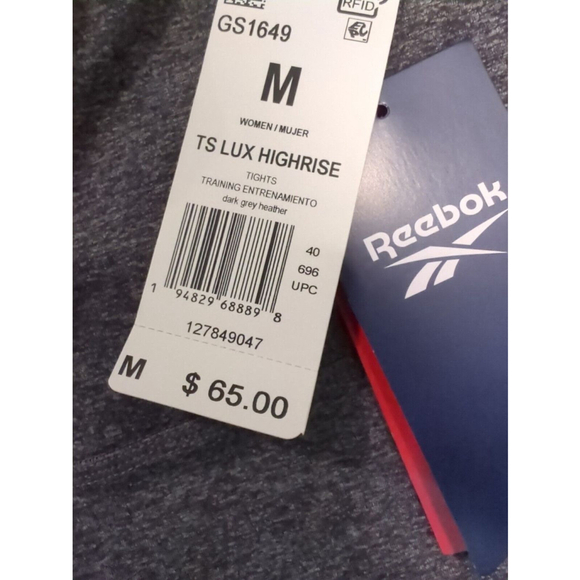 RFID
GS1649
M
WOMEN / MUJER
TS LUX HIGHRISE
TIGHTS
TRAINING ENTRENAMIENTO
dark grey heather
40
696
UPC
1 94829 68889 8
127849047
M $ 65.00
Reebok